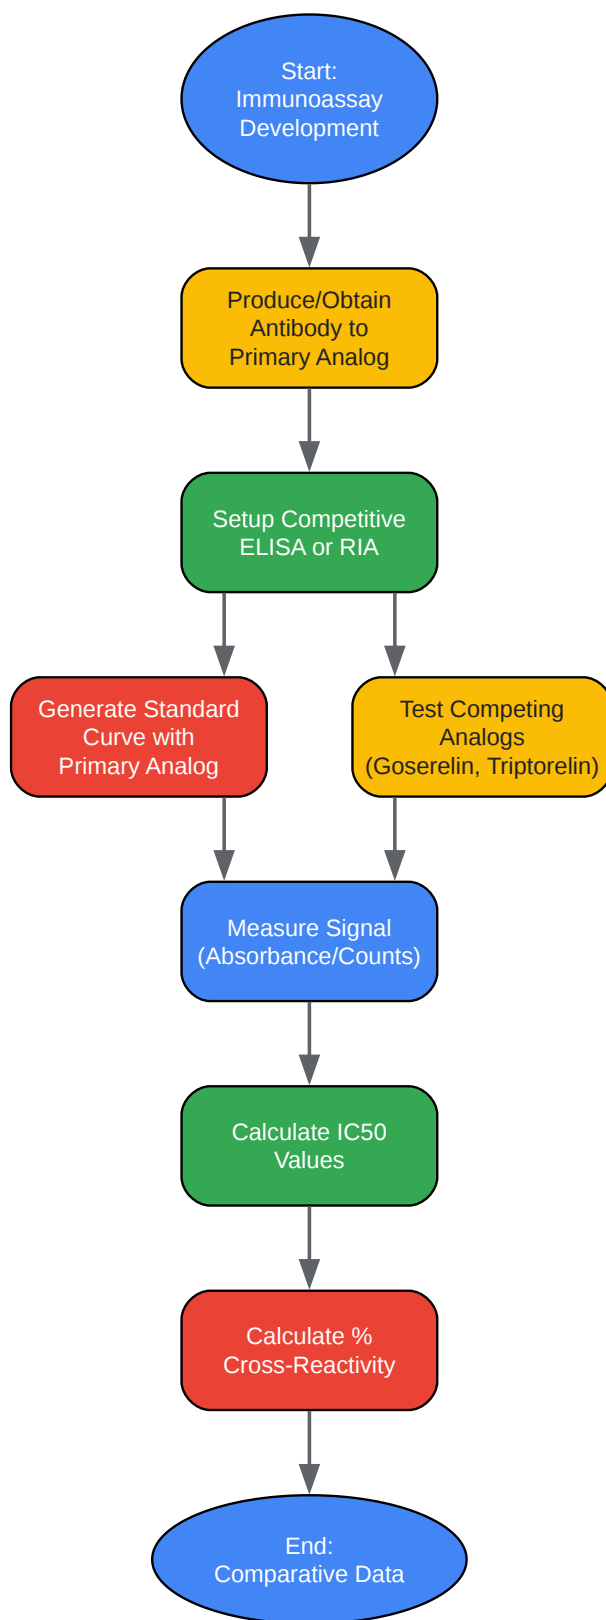 Start:
Immunoassay
Development
Produce/Obtain
Antibody to
Primary Analog
Setup Competitive
ELISA or RIA
Generate Standard
Curve with
Primary Analog
Test Competing
Analogs
(Goserelin, Triptorelin)
Measure Signal
(Absorbance/Counts)
Calculate IC50
Values
Calculate %
Cross-Reactivity
End:
Comparative Data